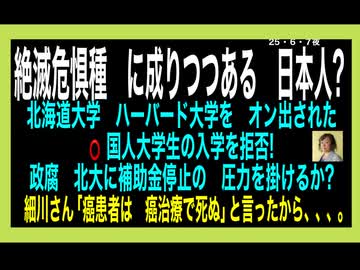 25・6・7夜
絶滅危惧種　に成りつつある　日本人?
北海道大学　ハーバード大学を　オン出された
○国人大学生の入学を拒否!
政腐　北大に補助金停止の　圧力を掛けるか?
細川さん「癌患者は　癌治療で死ぬ」と言ったから、、、。